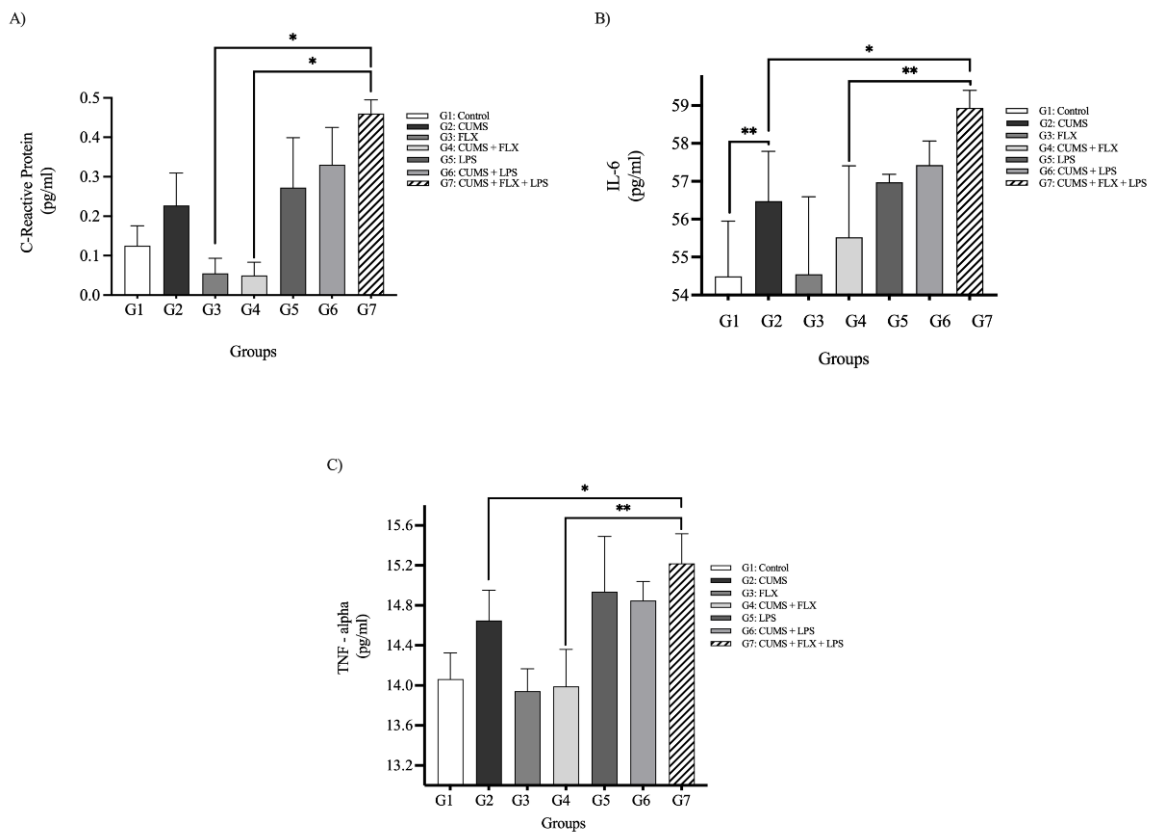 A)
*
*
C-Reactive Protein
(pg/ml)
0.5
0.4
0.3
0.2
0.1
0.0
G1 G2 G3 G4 G5 G6 G7
Groups
G1: Control
G2: CUMS
G3: FLX
G4: CUMS + FLX
G5: LPS
G6: CUMS + LPS
G7: CUMS + FLX + LPS
B)
*
**
**
IL-6
(pg/ml)
59
58
57
56
55
54
G1 G2 G3 G4 G5 G6 G7
Groups
G1: Control
G2: CUMS
G3: FLX
G4: CUMS + FLX
G5: LPS
G6: CUMS + LPS
G7: CUMS + FLX + LPS
C)
*
**
TNF - alpha
(pg/ml)
15.6
15.2
14.8
14.4
14.0
13.6
13.2
G1 G2 G3 G4 G5 G6 G7
Groups
G1: Control
G2: CUMS
G3: FLX
G4: CUMS + FLX
G5: LPS
G6: CUMS + LPS
G7: CUMS + FLX + LPS